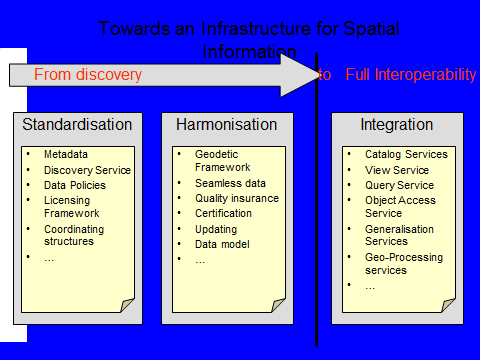 Towards an Infrastructure for Spatial
Information
From discovery
to Full Interoperability
Standardisation
• Metadata
• Discovery Service
• Data Policies
• Licensing
Framework
• Coordinating
structures
• …
Harmonisation
• Geodetic
Framework
• Seamless data
• Quality insurance
• Certification
• Updating
• Data model
• …
Integration
• Catalog Services
• View Service
• Query Service
• Object Access
Service
• Generalisation
Services
• Geo-Processing
services
• …